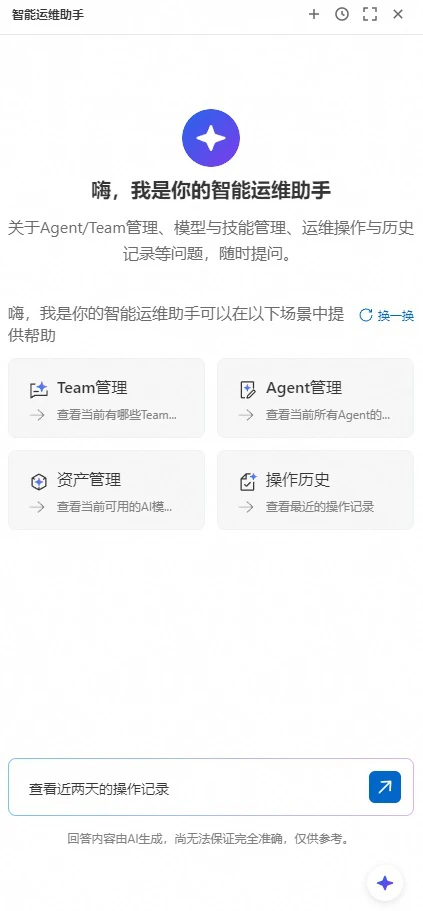 智能运维助手
嗨，我是你的智能运维助手
关于Agent/Team管理、模型与技能管理、运维操作与历史
记录等问题，随时提问。
嗨，我是你的智能运维助手可以在以下场景中提
供帮助
换一换
Team管理
查看当前有哪些Team...
Agent管理
查看当前所有Agent的...
资产管理
查看当前可用的AI模...
操作历史
查看最近的操作记录
查看近两天的操作记录
回答内容由AI生成，尚无法保证完全准确，仅供参考。